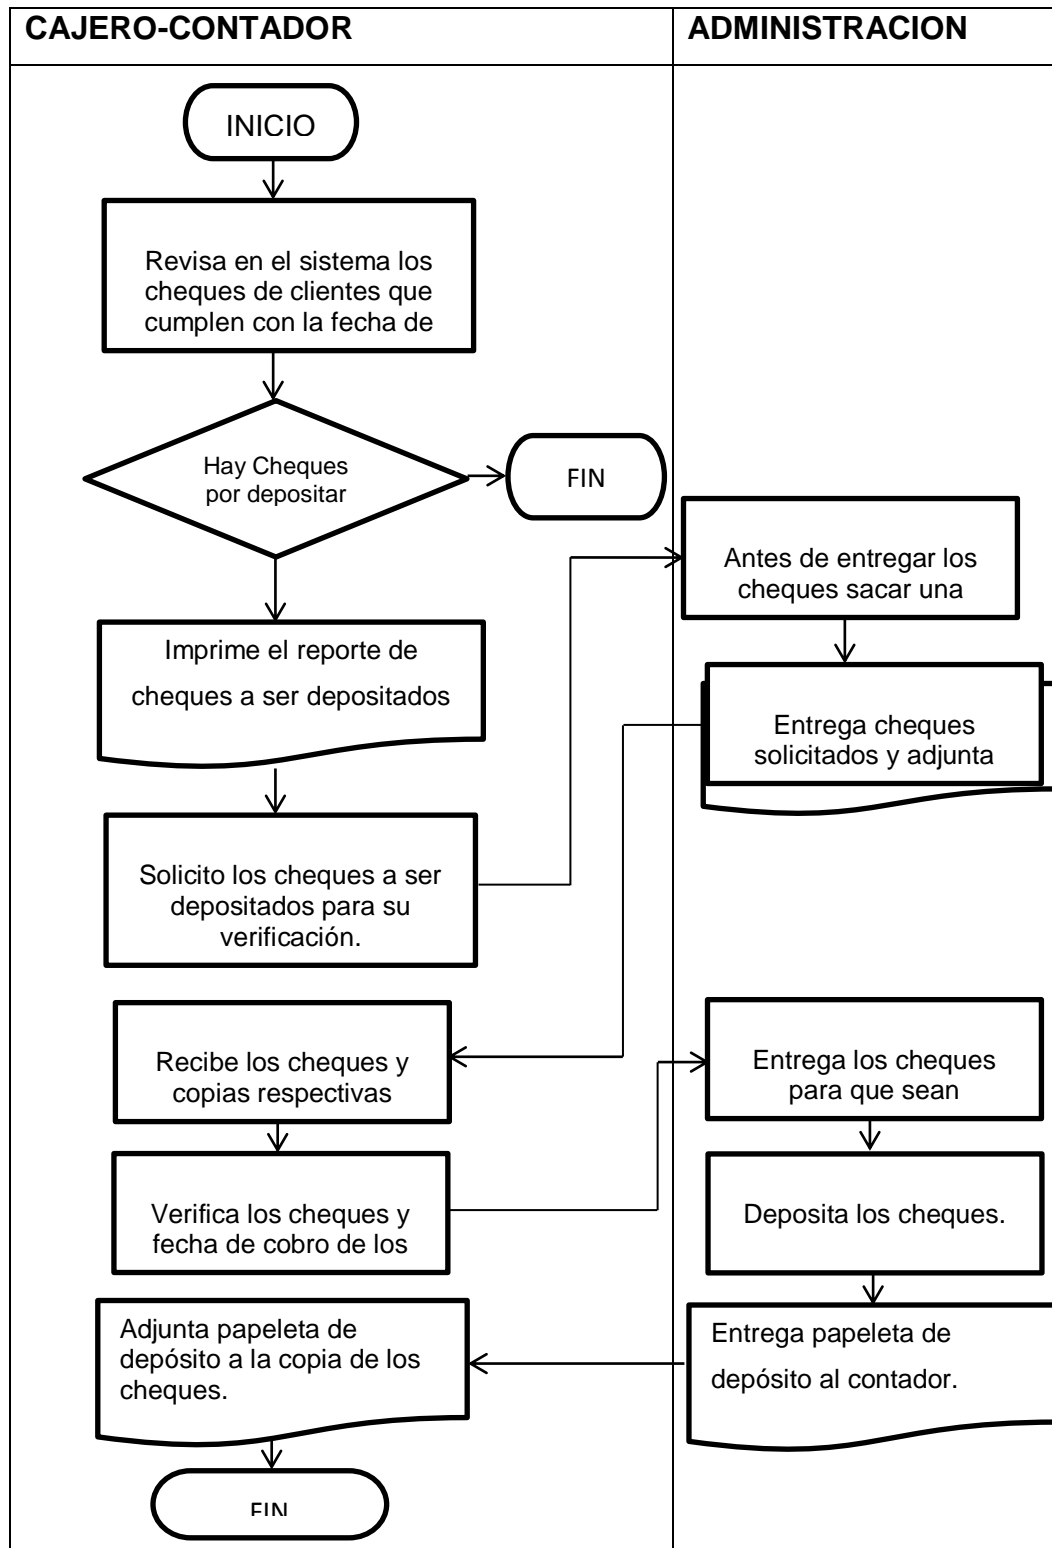 CAJERO-CONTADOR
ADMINISTRACION
INICIO
Revisa en el sistema los
cheques de clientes que
cumplen con la fecha de
Hay Cheques
por depositar
FIN
Imprime el reporte de
cheques a ser depositados
Solicito los cheques a ser
depositados para su
verificación.
Antes de entregar los
cheques sacar una
Entrega cheques
solicitados y adjunta
Recibe los cheques y
copias respectivas
Verifica los cheques y
fecha de cobro de los
Entrega los cheques
para que sean
Deposita los cheques.
Entrega papeleta de
depósito al contador.
Adjunta papeleta de
depósito a la copia de los
cheques.
FIN